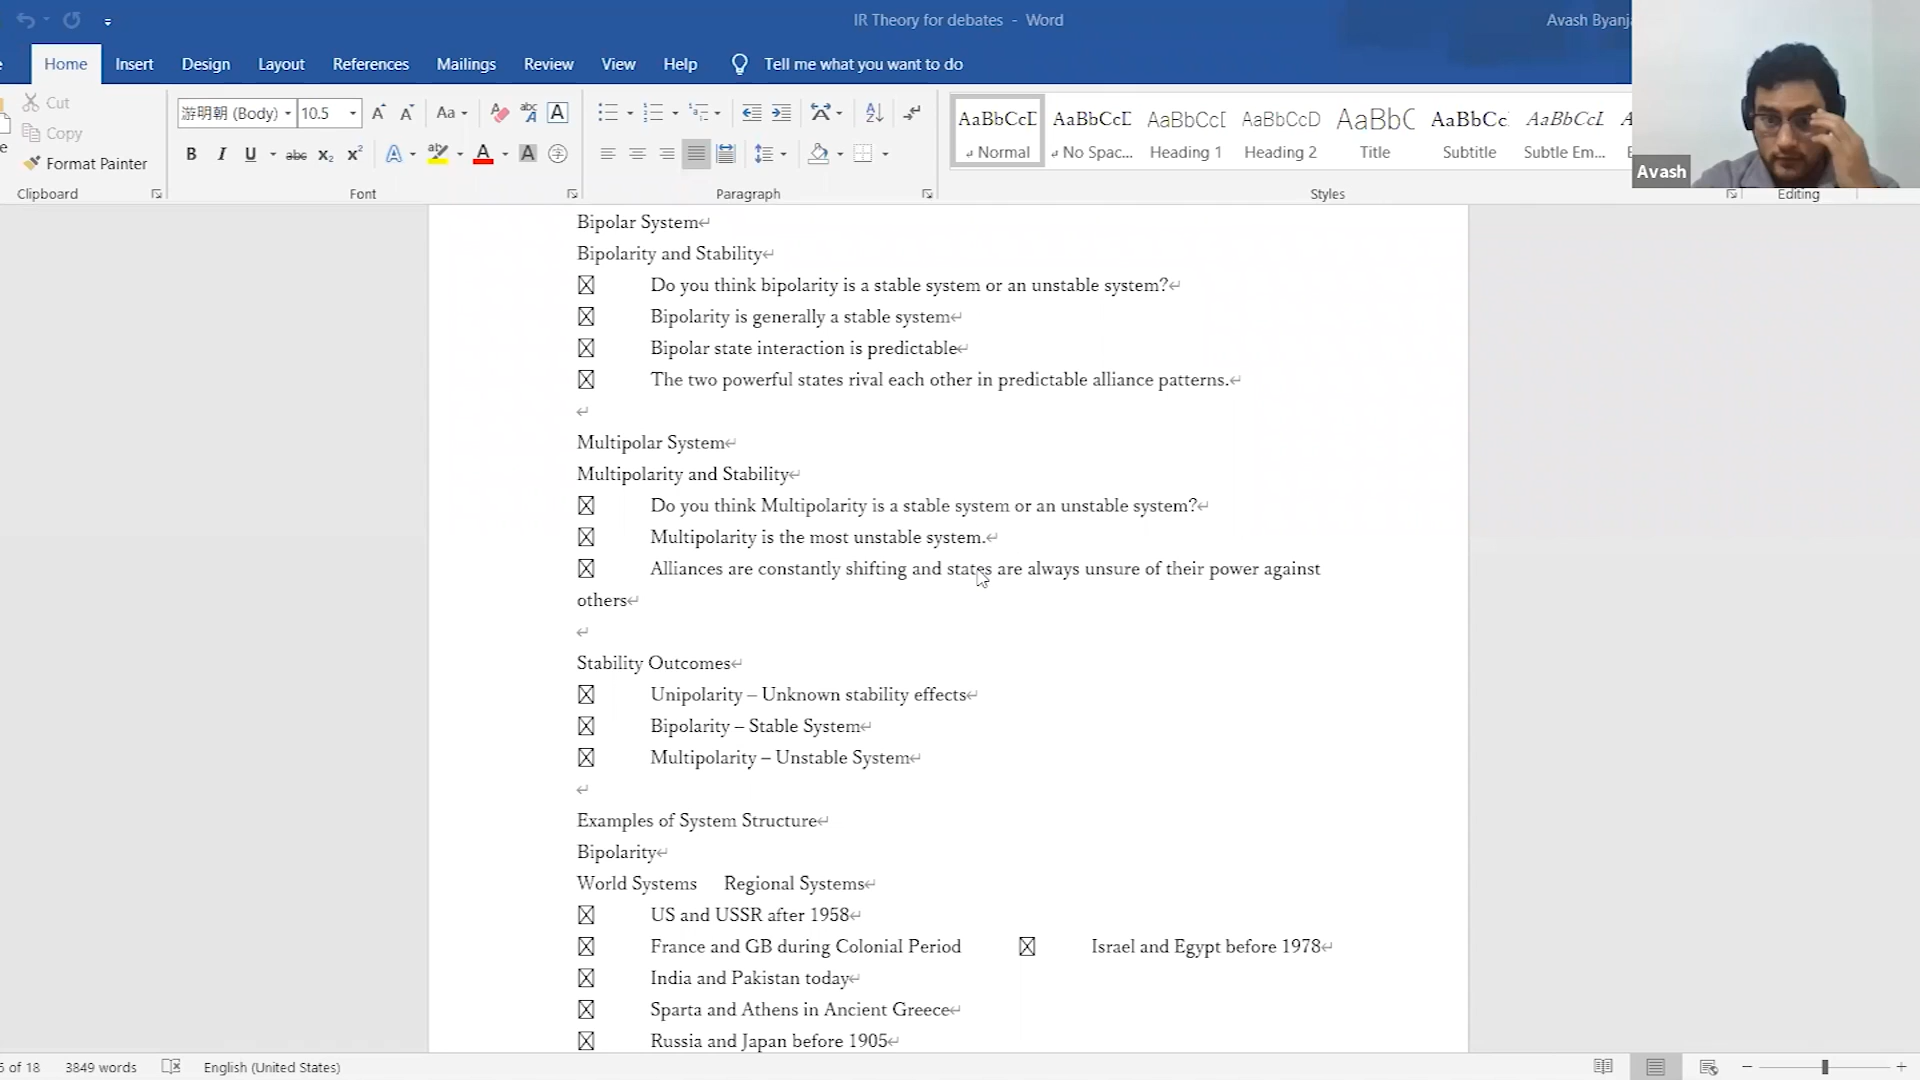 IR Theory for debates - Word
Avash Byanj
Home Insert Design Layout References Mailings Review View Help Tell me what you want to do
Cut
Copy
Format Painter
Clipboard
游明朝 (Body) 10.5
Font
Paragraph
AaBbCcD AaBbCcD AaBbC( AaBbCcD AaBbC AaBbCc AaBbCcL
Normal No Spac... Heading 1 Heading 2 Title Subtitle Subtle Em...
Styles
Editing
Avash
Bipolar System
Bipolarity and Stability
Do you think bipolarity is a stable system or an unstable system?
Bipolarity is generally a stable system
Bipolar state interaction is predictable
The two powerful states rival each other in predictable alliance patterns.
Multipolar System
Multipolarity and Stability
Do you think Multipolarity is a stable system or an unstable system?
Multipolarity is the most unstable system.
Alliances are constantly shifting and states are always unsure of their power against
others
Stability Outcomes
Unipolarity – Unknown stability effects
Bipolarity – Stable System
Multipolarity – Unstable System
Examples of System Structure
Bipolarity
World Systems Regional Systems
US and USSR after 1958
France and GB during Colonial Period Israel and Egypt before 1978
India and Pakistan today
Sparta and Athens in Ancient Greece
Russia and Japan before 1905
of 18 3849 words English (United States)